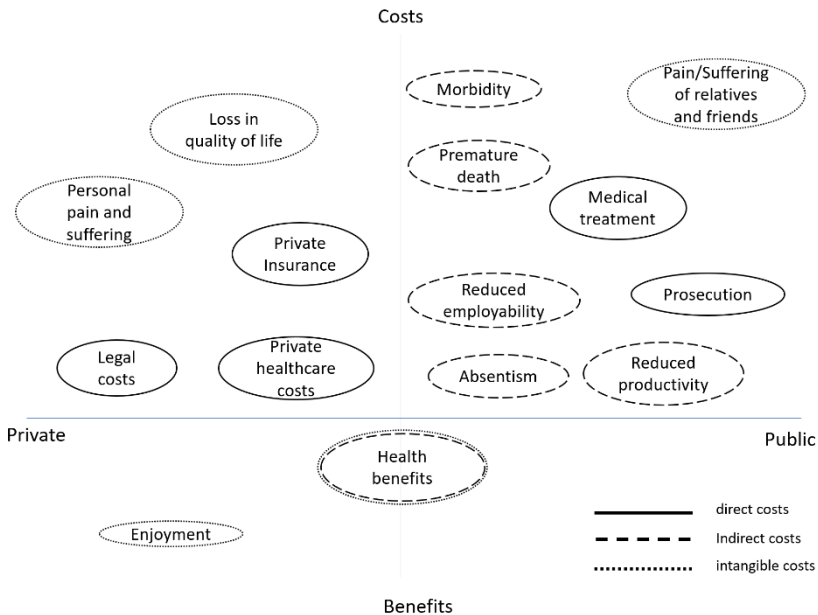 Costs
Morbidity
Pain/Suffering
of relatives
and friends
Loss in
quality of life
Premature
death
Personal
pain and
suffering
Medical
treatment
Private
Insurance
Reduced
employability
Prosecution
Legal
costs
Private
healthcare
costs
Absentism
Reduced
productivity
Private
Public
Health
benefits
Enjoyment
direct costs
Indirect costs
intangible costs
Benefits